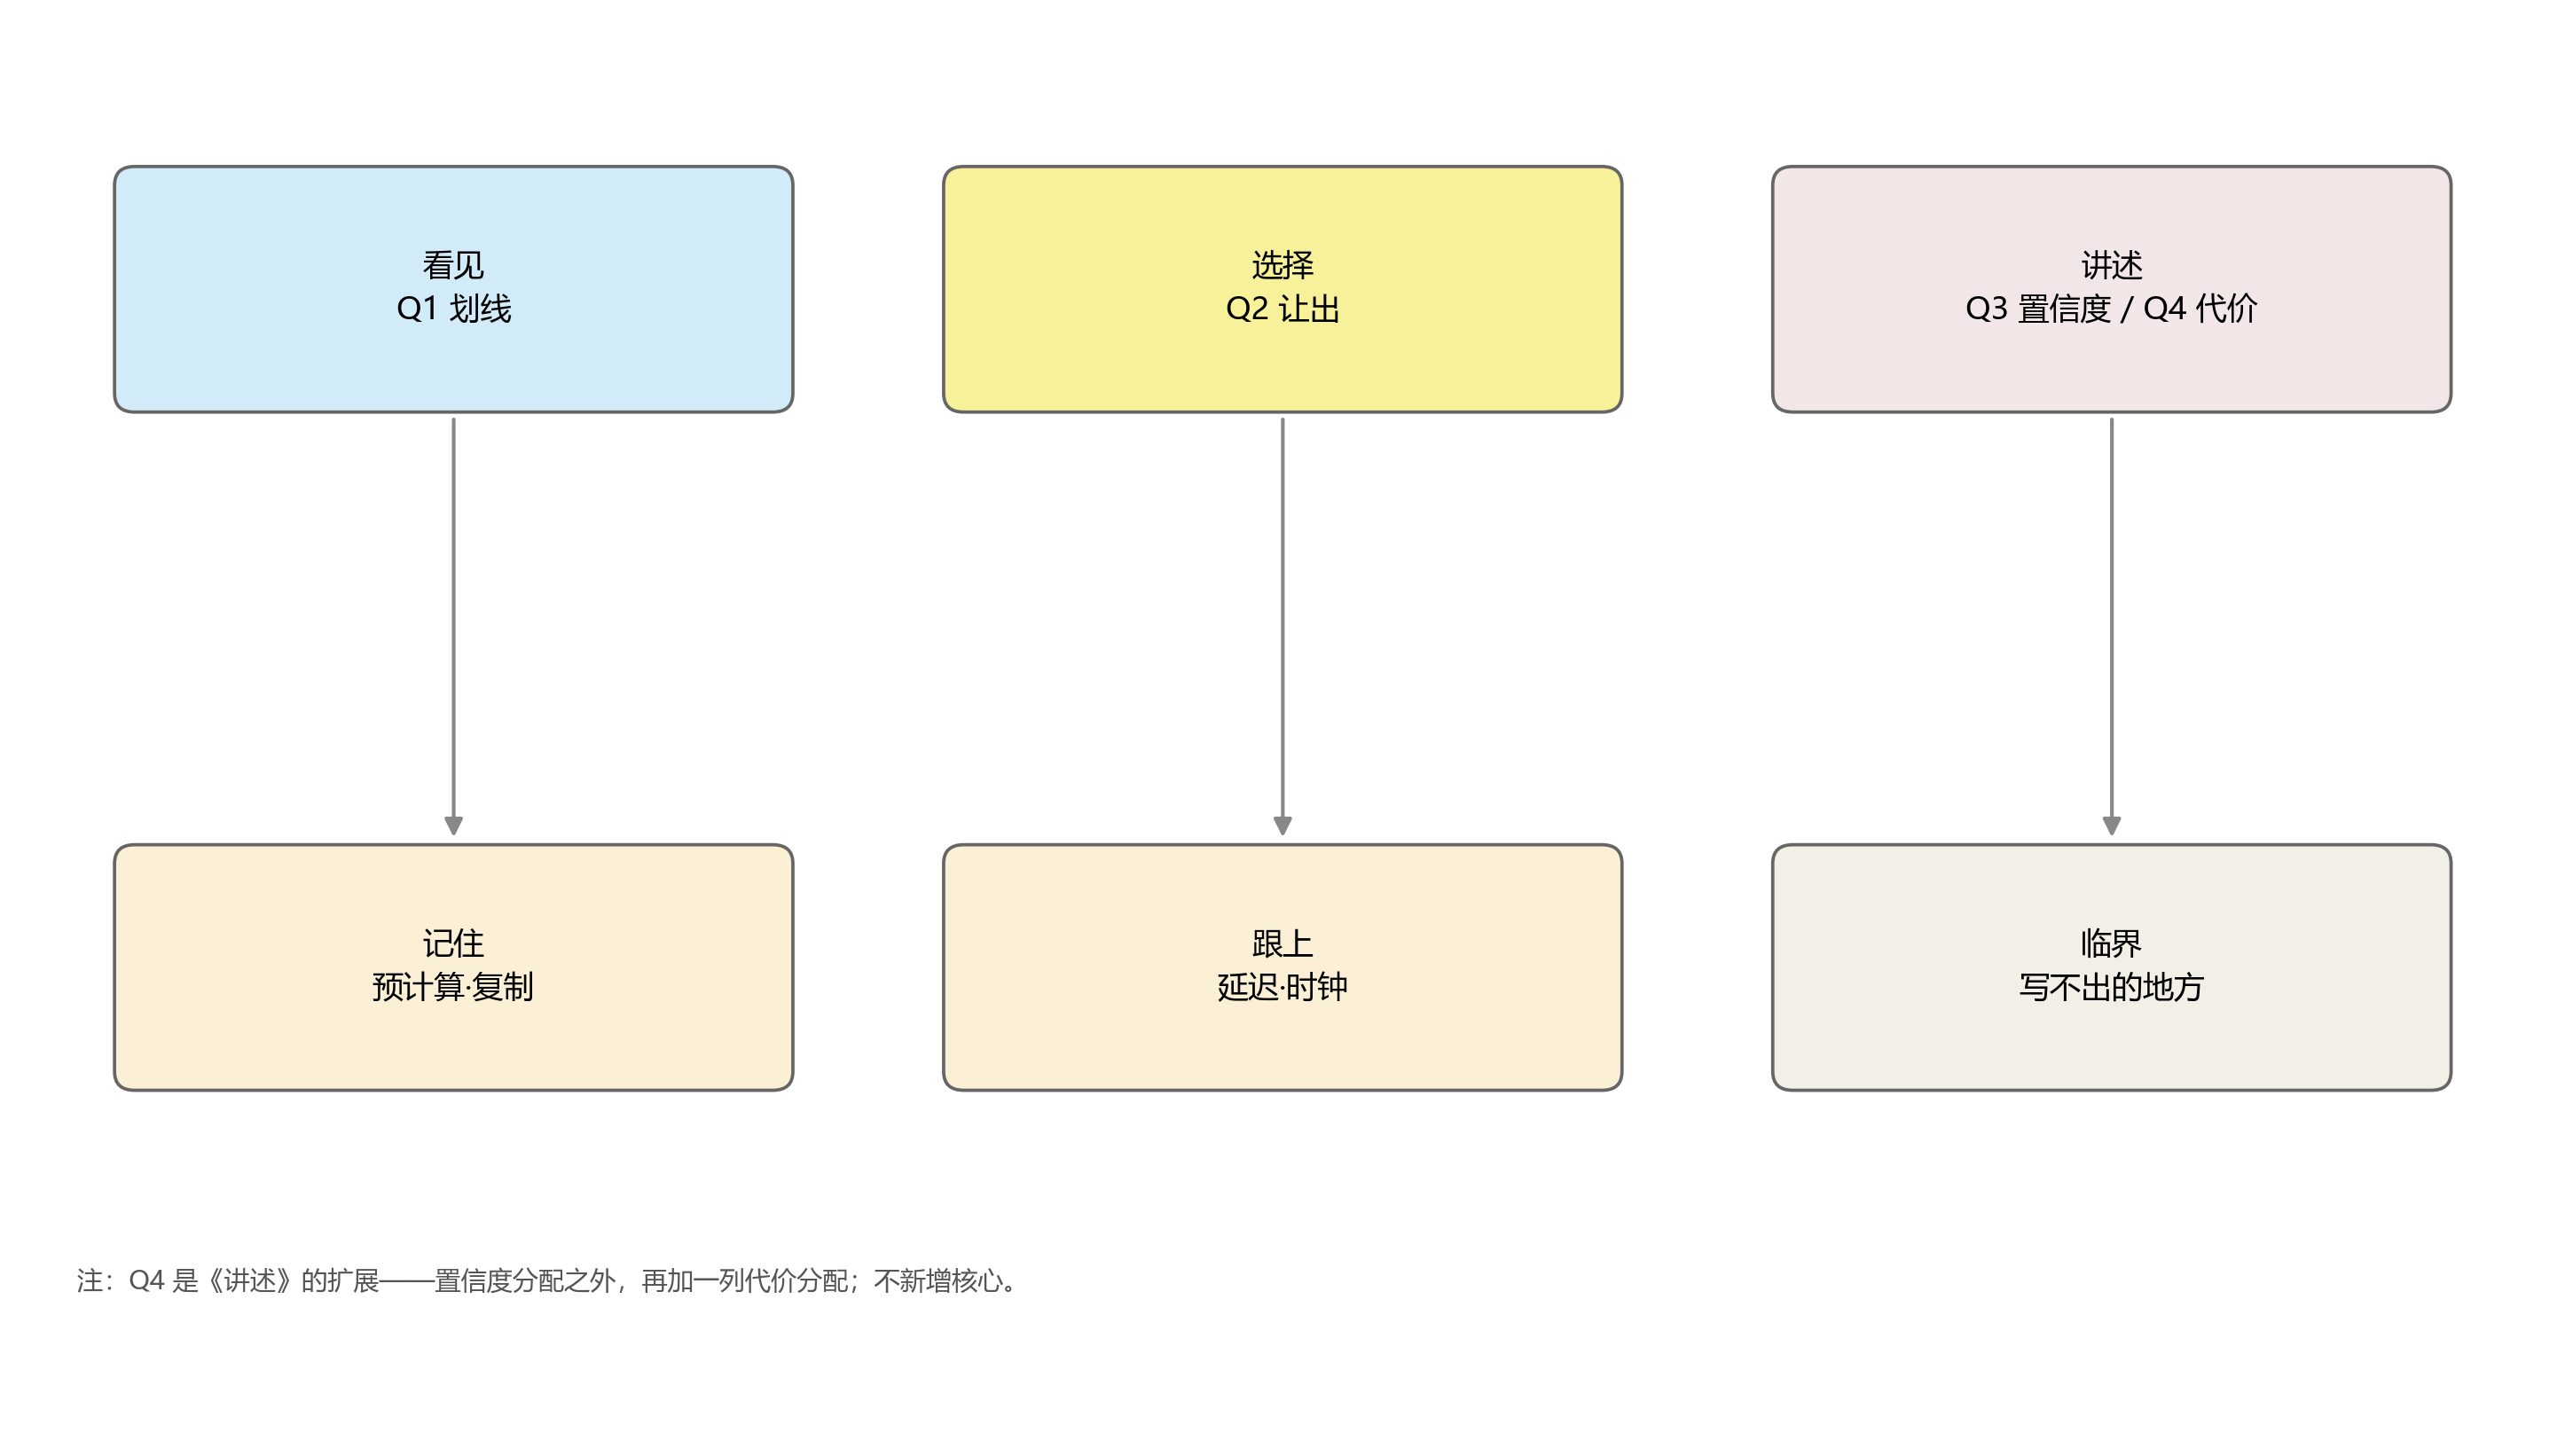 看见
Q1 划线
选择
Q2 让出
讲述
Q3 置信度 / Q4 代价
记住
预计算·复制
跟上
延迟·时钟
临界
写不出的地方
注：Q4 是《讲述》的扩展——置信度分配之外，再加一列代价分配；不新增核心。